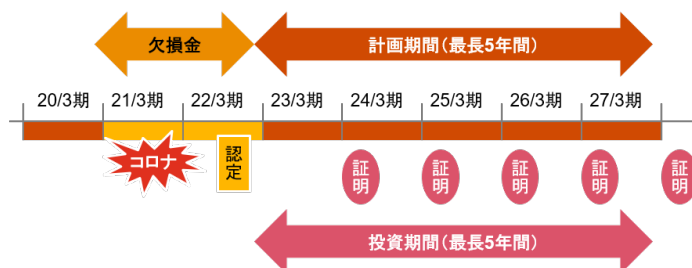 欠損金
計画期間(最長5年間)
20/3期 21/3期 22/3期 23/3期 24/3期 25/3期 26/3期 27/3期
コロナ
認定
証明
証明
証明
証明
証明
投資期間(最長5年間)